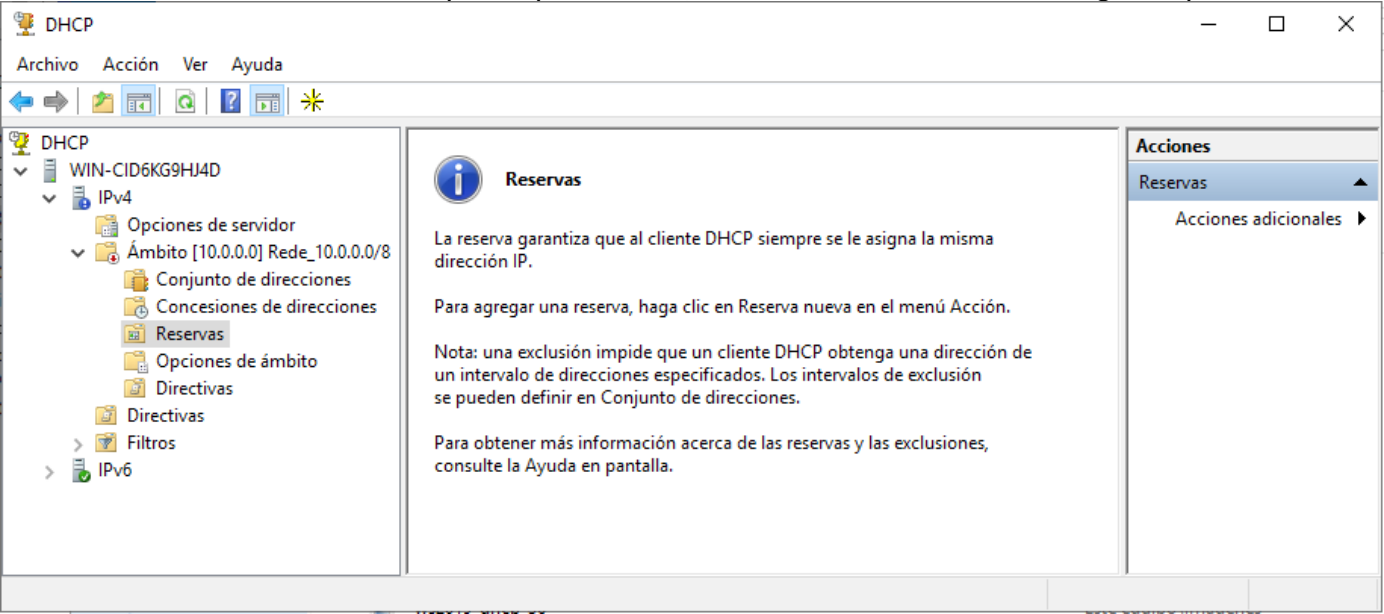 DHCP
Archivo Acción Ver Ayuda
DHCP
WIN-CID6KG9HJ4D
IPv4
Opciones de servidor
Ámbito [10.0.0.0] Rede_10.0.0.0/8
Conjunto de direcciones
Concesiones de direcciones
Reservas
Opciones de ámbito
Directivas
Directivas
Filtros
IPv6
Reservas
La reserva garantiza que al cliente DHCP siempre se le asigna la misma
dirección IP.
Para agregar una reserva, haga clic en Reserva nueva en el menú Acción.
Nota: una exclusión impide que un cliente DHCP obtenga una dirección de
un intervalo de direcciones especificados. Los intervalos de exclusión
se pueden definir en Conjunto de direcciones.
Para obtener más información acerca de las reservas y las exclusiones,
consulte la Ayuda en pantalla.
Acciones
Reservas
Acciones adicionales